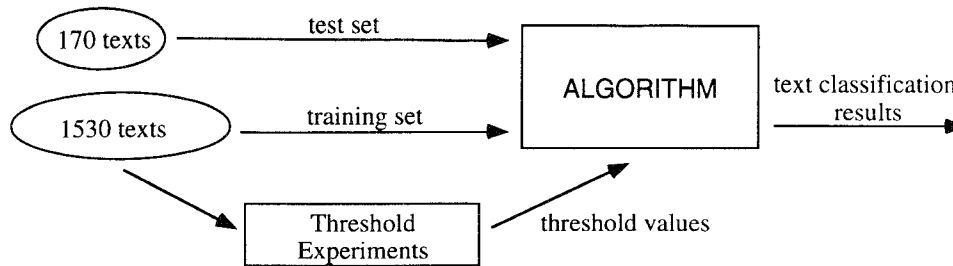 170 texts
test set
ALGORITHM
text classification
results
1530 texts
training set
Threshold
Experiments
threshold values